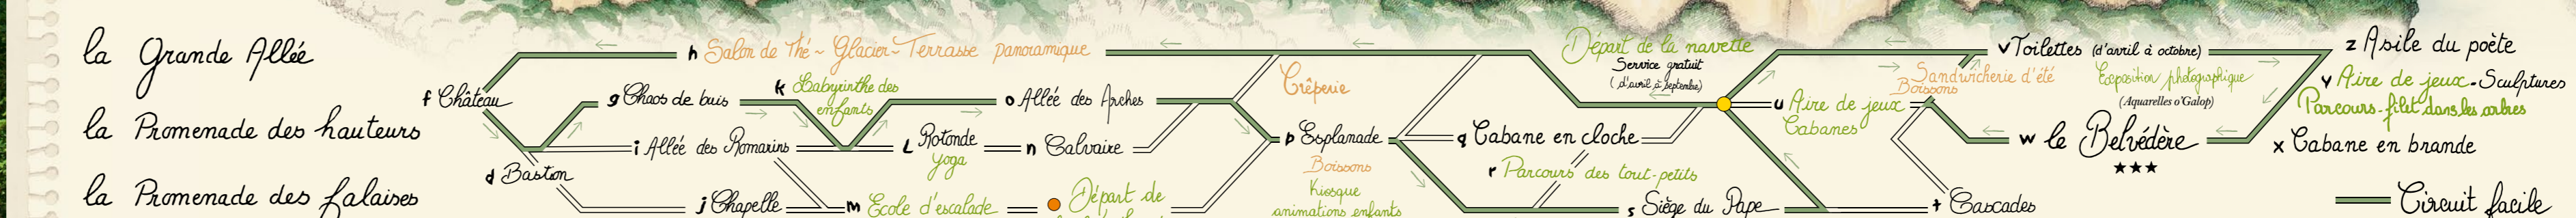 la Grande Allée
h Salon de Thé ~ Glacier ~ Terrasse panoramique
Départ de la navette
Service gratuit
(d'avril à septembre)
v Toilettes (d'avril à octobre)
z Asile du poète
f Château
g Chaos de buis
k Labyrinthe des
enfants
o Allée des Arches
Crêperie
u Aire de jeux
Cabanes
Sandwicherie d'été
Boissons
Exposition photographique
(Aquarelles o'Galop)
y Aire de jeux - Sculptures
Parcours-filet dans les arbres
la Promenade des hauteurs
i Allée des Romarins
L Rotonde
yoga
n Calvaire
p Esplanade
Boissons
Kiosque
animations enfants
q Cabane en cloche
w le Belvédère
★★★
x Cabane en brande
d Bastion
r Parcours des tout-petits
la Promenade des falaises
j Chapelle
m Ecole d'escalade
Départ de
s Siège du Pape
t Cascades
Circuit facile